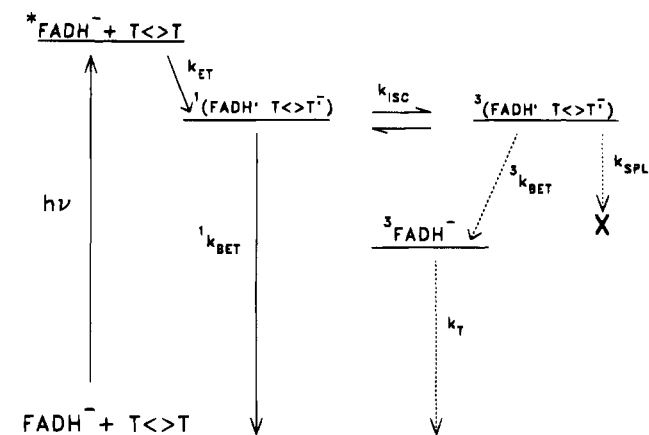 *FADH⁻ + T<>T
k_ET
¹(FADH· T<>T·⁻)
k_ISC
³(FADH· T<>T·⁻)
³k_BET
k_SPL
X
hν
¹k_BET
³FADH⁻
k_T
FADH⁻ + T<>T